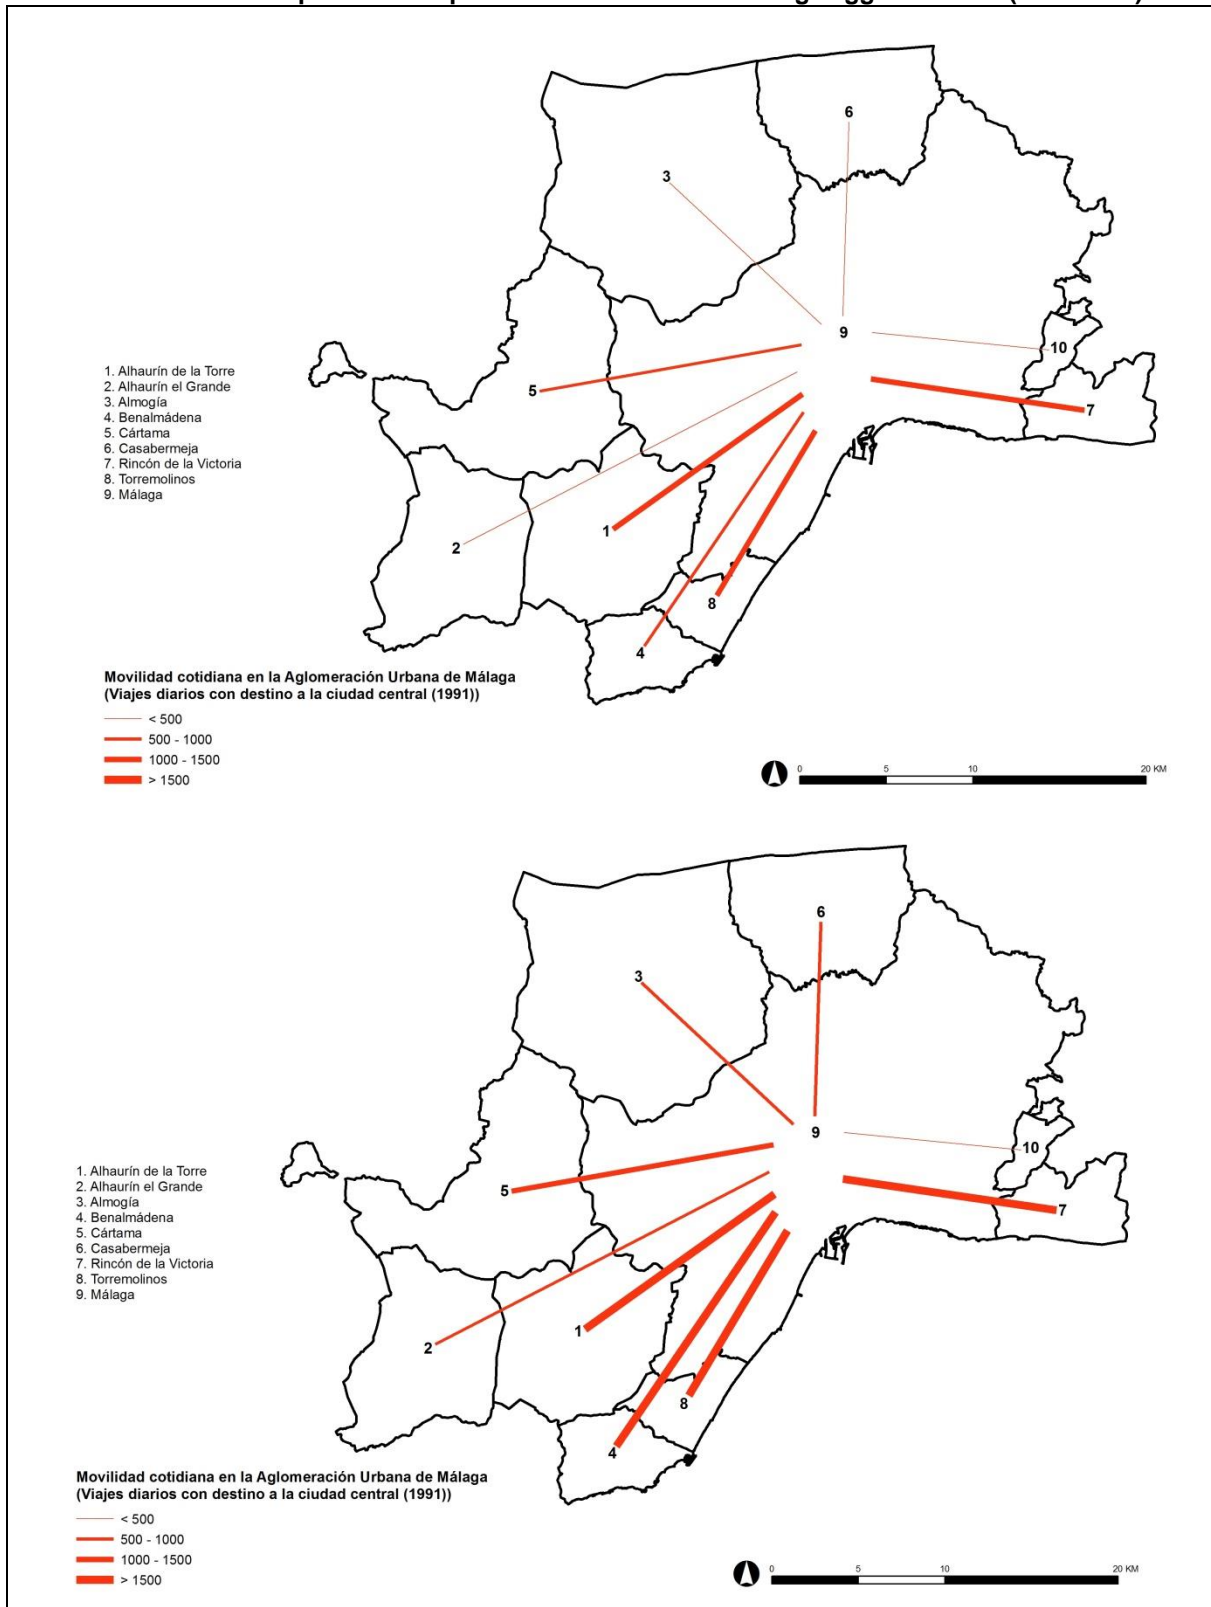 6
3
9
10
1. Alhaurín de la Torre
2. Alhaurín el Grande
3. Almogía
4. Benalmádena
5. Cártama
6. Casabermeja
7. Rincón de la Victoria
8. Torremolinos
9. Málaga
5
7
1
2
8
4
Movilidad cotidiana en la Aglomeración Urbana de Málaga
(Viajes diarios con destino a la ciudad central (1991))
< 500
500 - 1000
1000 - 1500
> 1500
0 5 10 20 KM
6
3
9
10
1. Alhaurín de la Torre
2. Alhaurín el Grande
3. Almogía
4. Benalmádena
5. Cártama
6. Casabermeja
7. Rincón de la Victoria
8. Torremolinos
9. Málaga
5
7
1
2
8
4
Movilidad cotidiana en la Aglomeración Urbana de Málaga
(Viajes diarios con destino a la ciudad central (1991))
< 500
500 - 1000
1000 - 1500
> 1500
0 5 10 20 KM